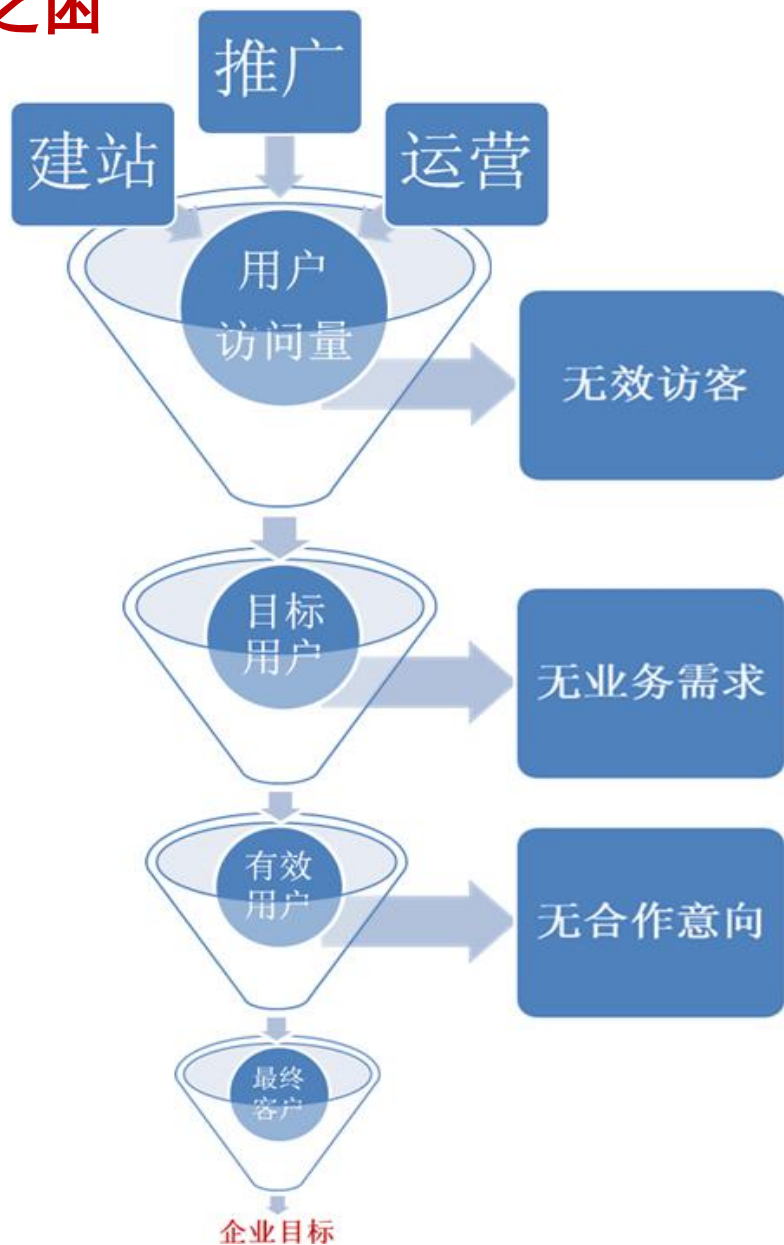 之困
推广
建站
运营
用户
访问量
无效访客
目标
用户
无业务需求
有效
用户
无合作意向
最终
客户
企业目标